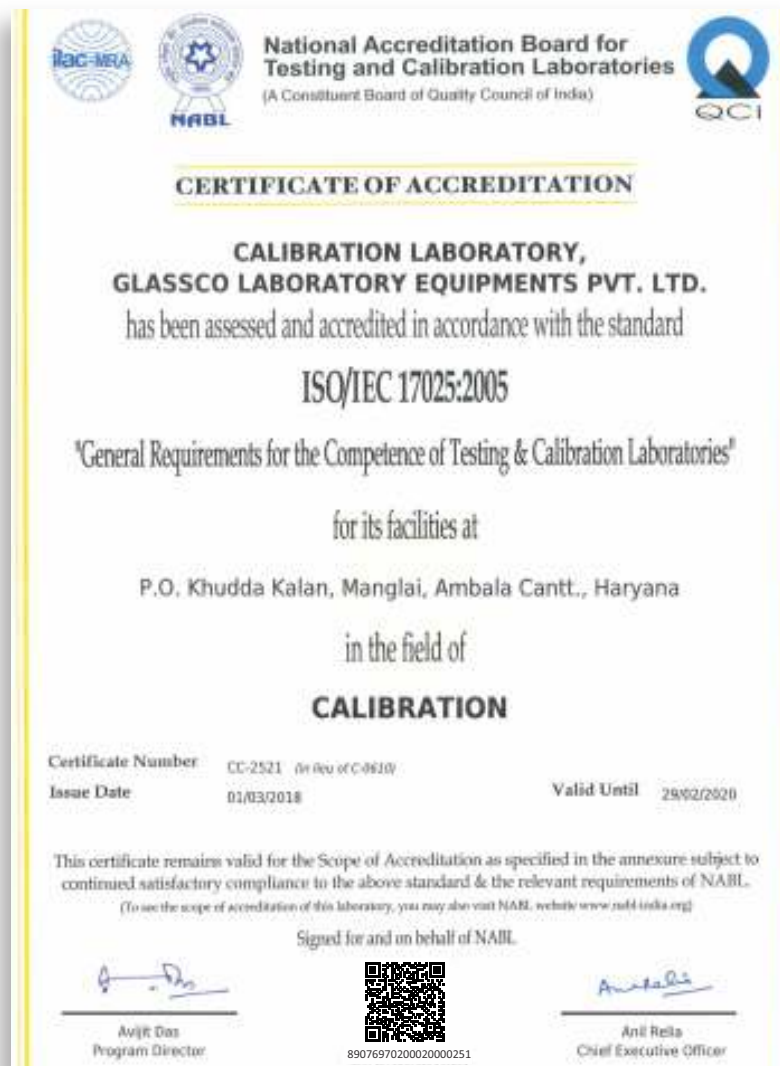 ilac-MRA
NABL
National Accreditation Board for
Testing and Calibration Laboratories
(A Constituent Board of Quality Council of India)
QCI
CERTIFICATE OF ACCREDITATION
CALIBRATION LABORATORY,
GLASSCO LABORATORY EQUIPMENTS PVT. LTD.
has been assessed and accredited in accordance with the standard
ISO/IEC 17025:2005
"General Requirements for the Competence of Testing & Calibration Laboratories"
for its facilities at
P.O. Khudda Kalan, Manglai, Ambala Cantt., Haryana
in the field of
CALIBRATION
Certificate Number CC-2521 (in lieu of C-0610)
Issue Date 01/03/2018 Valid Until 29/02/2020
This certificate remains valid for the Scope of Accreditation as specified in the annexure subject to
continued satisfactory compliance to the above standard & the relevant requirements of NABL.
(To see the scope of accreditation of this laboratory, you may also visit NABL website www.nabl-india.org)
Signed for and on behalf of NABL
Avijit Das
Program Director
89076970200020000251
Anil Relia
Chief Executive Officer